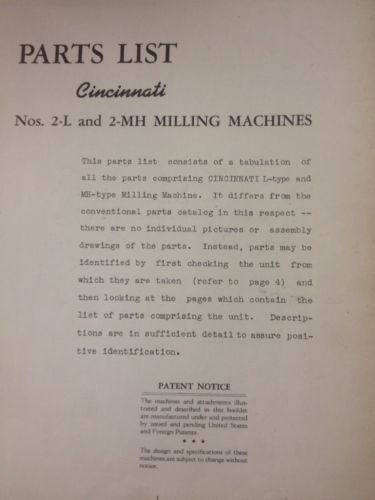 PARTS LIST
Cincinnati
Nos. 2-L and 2-MH MILLING MACHINES
This parts list consists of a tabulation of
all the parts comprising CINCINNATI L-type and
MH-type Milling Machine. It differs from the
conventional parts catalog in this respect --
there are no individual pictures or assembly
drawings of the parts. Instead, parts may be
identified by first checking the unit from
which they are taken (refer to page 4) and
then looking at the pages which contain the
list of parts comprising the unit. Descrip-
tions are in sufficient detail to assure posi-
tive identification.
PATENT NOTICE
The machines and attachments illus-
trated and described in this booklet
are manufactured under and protected
by issued and pending United States
and Foreign Patents.
* * *
The design and specifications of these
machines are subject to change without
notice.